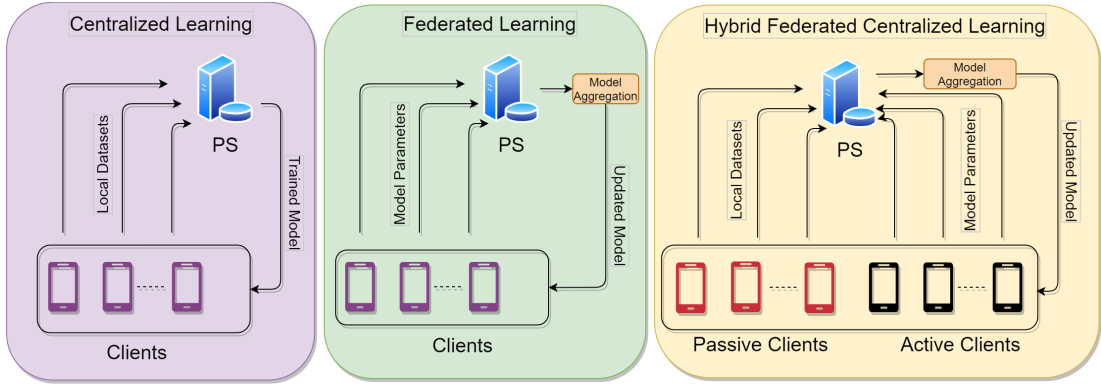 Centralized Learning
PS
Local Datasets
Trained Model
Clients
Federated Learning
Model
Aggregation
PS
Model Parameters
Updated Model
Clients
Hybrid Federated Centralized Learning
Model
Aggregation
PS
Local Datasets
Model Parameters
Updated Model
Passive Clients
Active Clients